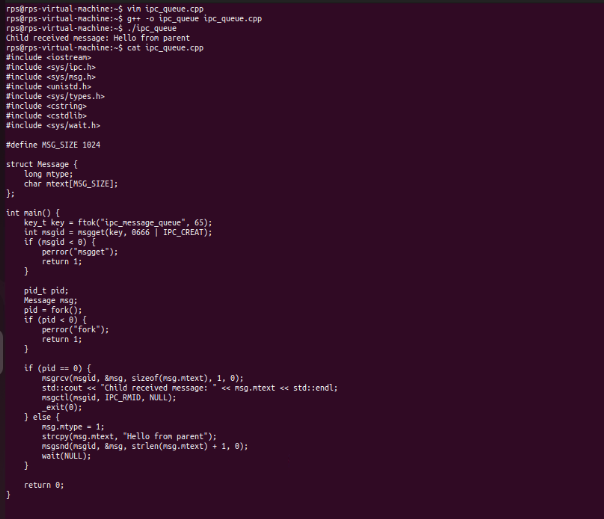 rps@rps-virtual-machine:~$ vim ipc_queue.cpp
rps@rps-virtual-machine:~$ g++ -o ipc_queue ipc_queue.cpp
rps@rps-virtual-machine:~$ ./ipc_queue
Child received message: Hello from parent
rps@rps-virtual-machine:~$ cat ipc_queue.cpp
#include <iostream>
#include <sys/ipc.h>
#include <sys/msg.h>
#include <unistd.h>
#include <sys/types.h>
#include <cstring>
#include <cstdlib>
#include <sys/wait.h>

#define MSG_SIZE 1024

struct Message {
    long mtype;
    char mtext[MSG_SIZE];
};

int main() {
    key_t key = ftok("ipc_message_queue", 65);
    int msgid = msgget(key, 0666 | IPC_CREAT);
    if (msgid < 0) {
        perror("msgget");
        return 1;
    }

    pid_t pid;
    Message msg;
    pid = fork();
    if (pid < 0) {
        perror("fork");
        return 1;
    }

    if (pid == 0) {
        msgrcv(msgid, &msg, sizeof(msg.mtext), 1, 0);
        std::cout << "Child received message: " << msg.mtext << std::endl;
        msgctl(msgid, IPC_RMID, NULL);
        _exit(0);
    } else {
        msg.mtype = 1;
        strcpy(msg.mtext, "Hello from parent");
        msgsnd(msgid, &msg, strlen(msg.mtext) + 1, 0);
        wait(NULL);
    }

    return 0;
}